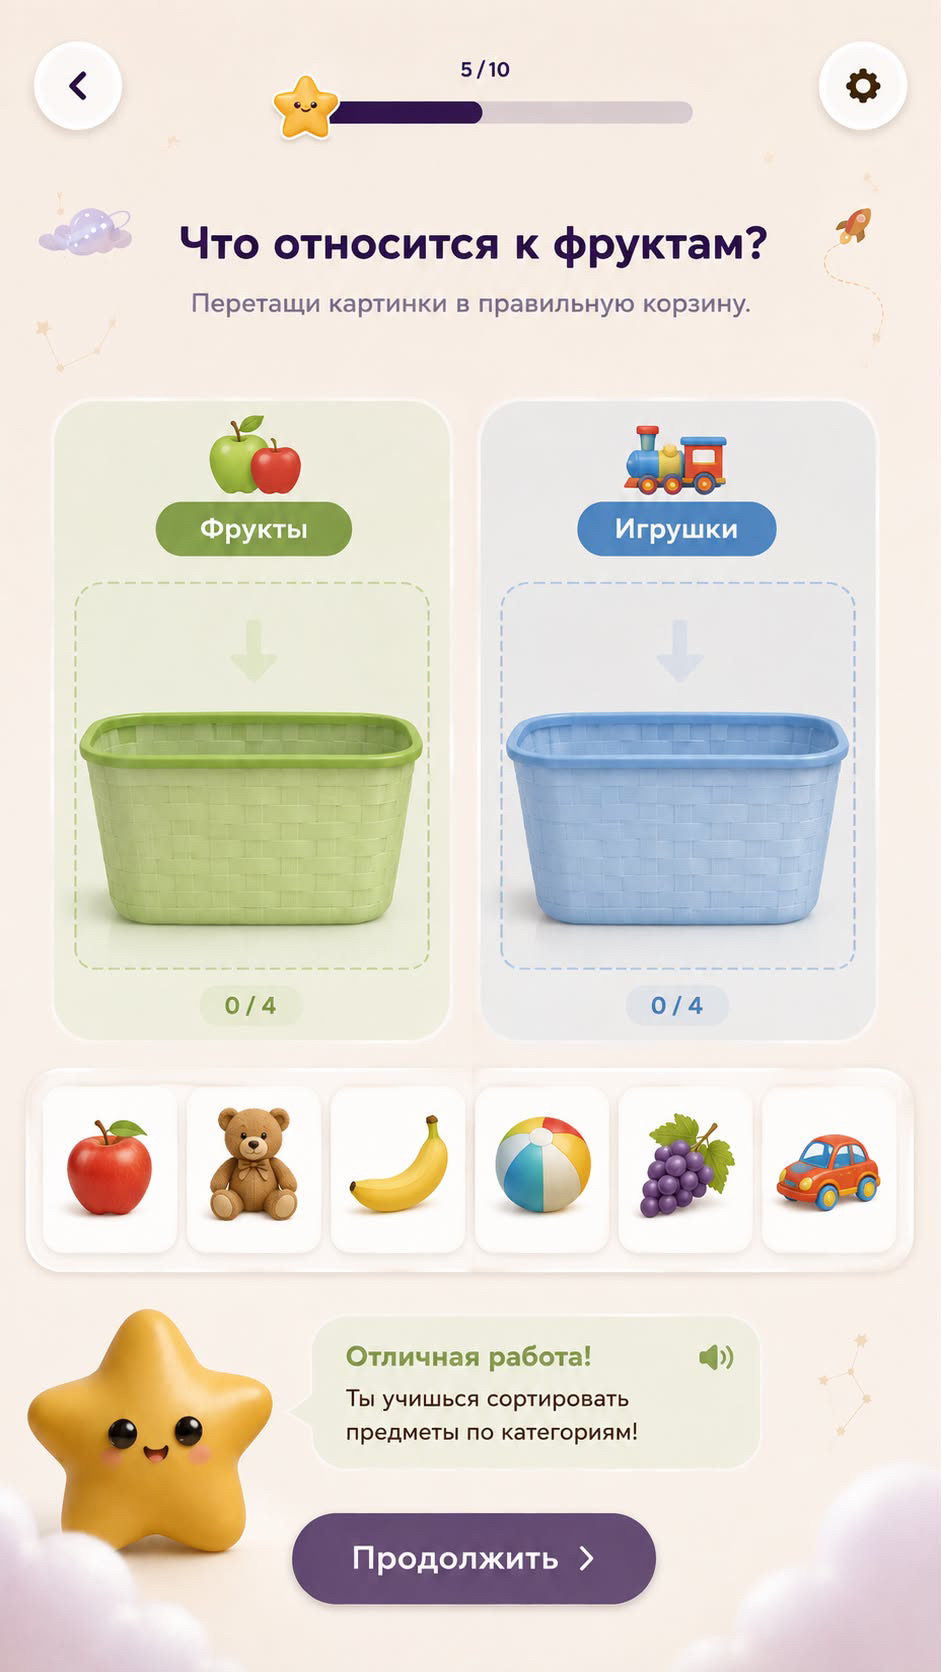 5 / 10
Что относится к фруктам?
Перетащи картинки в правильную корзину.
Фрукты
Игрушки
0 / 4
0 / 4
Отличная работа!
Ты учишься сортировать
предметы по категориям!
Продолжить